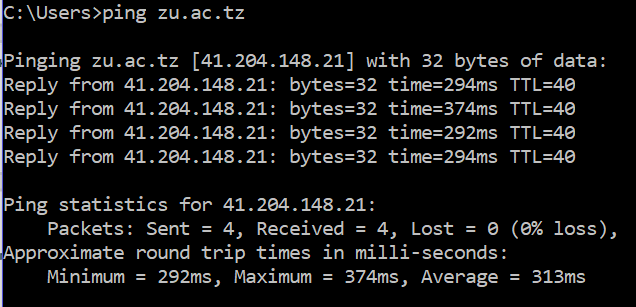 C:\Users>ping zu.ac.tz
Pinging zu.ac.tz [41.204.148.21] with 32 bytes of data:
Reply from 41.204.148.21: bytes=32 time=294ms TTL=40
Reply from 41.204.148.21: bytes=32 time=374ms TTL=40
Reply from 41.204.148.21: bytes=32 time=292ms TTL=40
Reply from 41.204.148.21: bytes=32 time=294ms TTL=40
Ping statistics for 41.204.148.21:
    Packets: Sent = 4, Received = 4, Lost = 0 (0% loss),
Approximate round trip times in milli-seconds:
    Minimum = 292ms, Maximum = 374ms, Average = 313ms